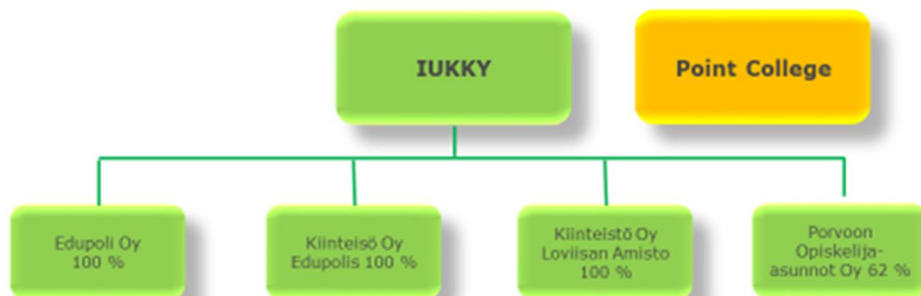 IUKKY
Point College
Edupoli Oy
100 %
Kiinteisö Oy
Edupolis 100 %
Kiinteistö Oy
Loviisan Amisto
100 %
Porvoon
Opiskelija-
asunnot Oy 62 %